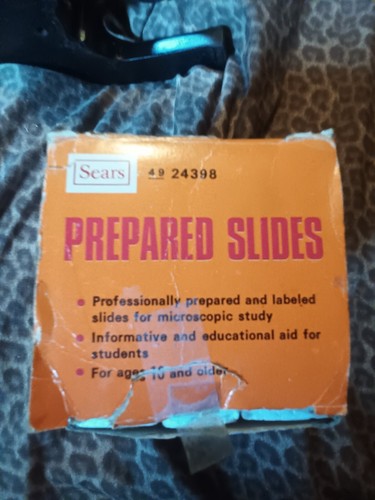 Sears
49 24398
PREPARED SLIDES
Professionally prepared and labeled
slides for microscopic study
Informative and educational aid for
students
For ages 10 and older